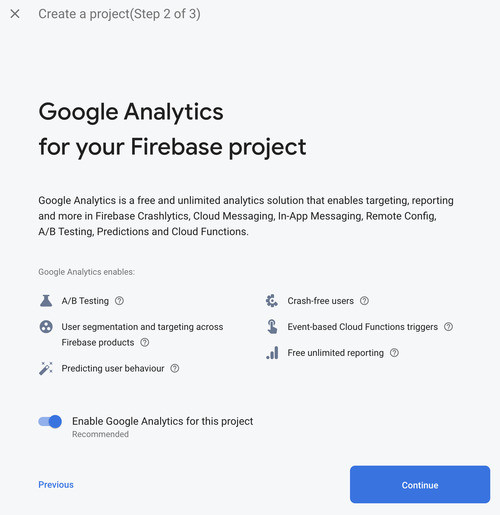 Create a project(Step 2 of 3)
Google Analytics
for your Firebase project
Google Analytics is a free and unlimited analytics solution that enables targeting, reporting
and more in Firebase Crashlytics, Cloud Messaging, In-App Messaging, Remote Config,
A/B Testing, Predictions and Cloud Functions.
Google Analytics enables:
A/B Testing
User segmentation and targeting across
Firebase products
Predicting user behaviour
Crash-free users
Event-based Cloud Functions triggers
Free unlimited reporting
Enable Google Analytics for this project
Recommended
Previous
Continue